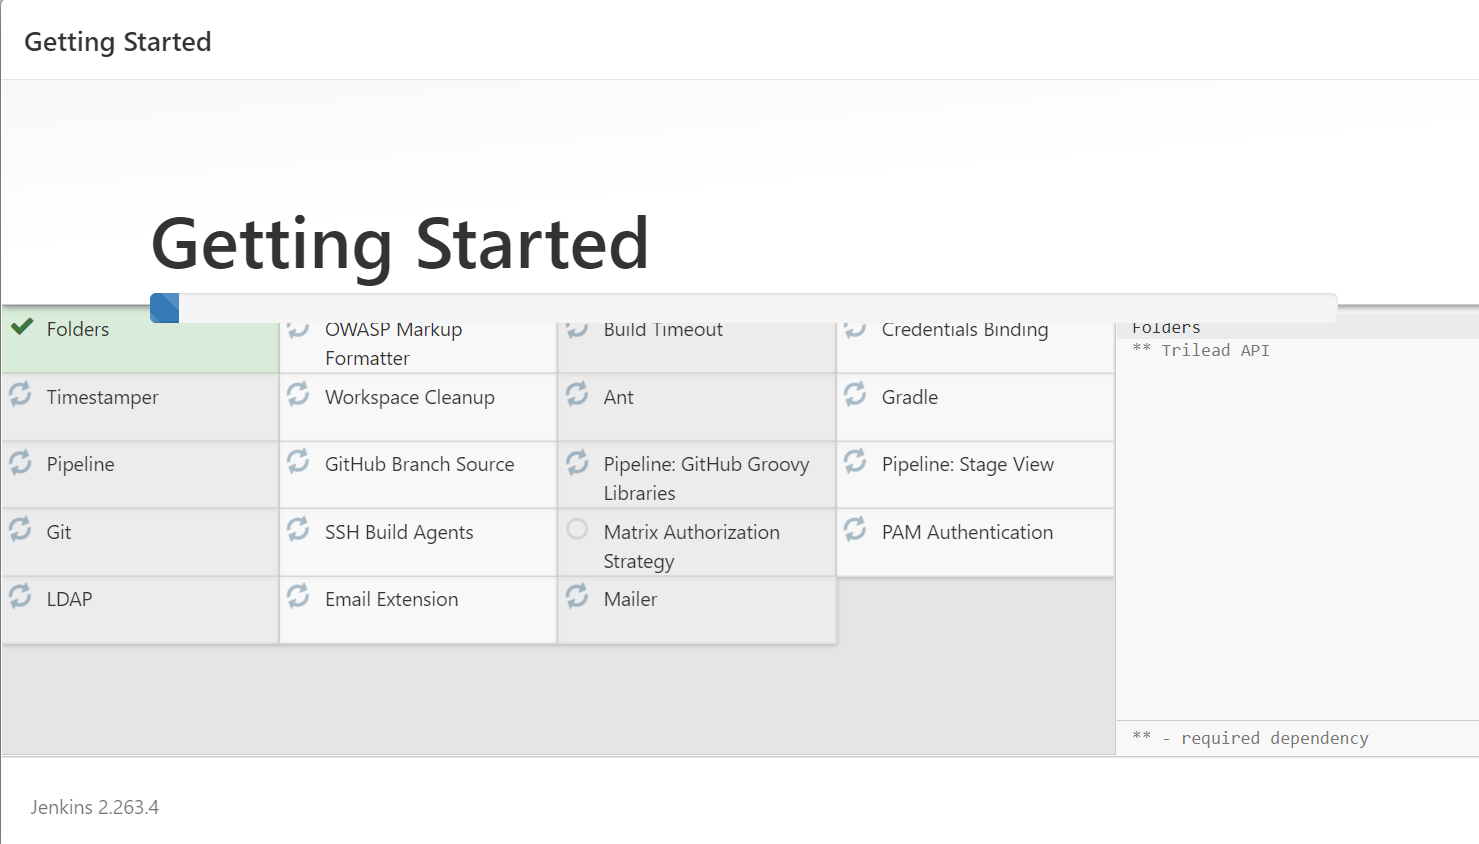 Getting Started
Getting Started
Folders
OWASP Markup
Formatter
Build Timeout
Credentials Binding
Timestamper
Workspace Cleanup
Ant
Gradle
Pipeline
GitHub Branch Source
Pipeline: GitHub Groovy
Libraries
Pipeline: Stage View
Git
SSH Build Agents
Matrix Authorization
Strategy
PAM Authentication
LDAP
Email Extension
Mailer
Folders
** Trilead API
** - required dependency
Jenkins 2.263.4